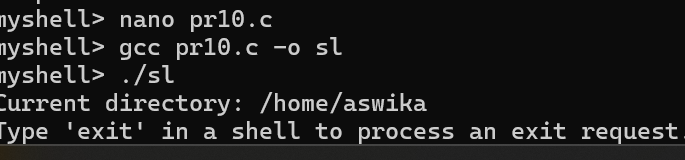 myshell> nano pr10.c
myshell> gcc pr10.c -o sl
myshell> ./sl
Current directory: /home/aswika
Type 'exit' in a shell to process an exit request.